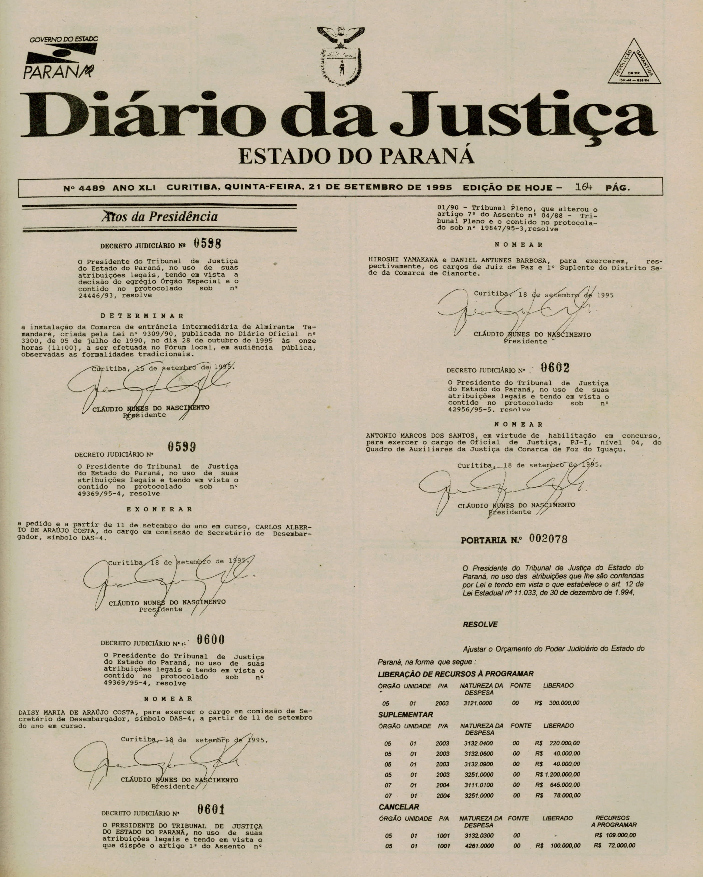 GOVERNO DO ESTADO
PARANÁ
Diário da Justiça
ESTADO DO PARANÁ
Nº 4489 ANO XLI CURITIBA, QUINTA-FEIRA, 21 DE SETEMBRO DE 1995 EDIÇÃO DE HOJE - 164 PÁG.
Atos da Presidência
DECRETO JUDICIÁRIO Nº 0598
O Presidente do Tribunal de Justiça
do Estado do Paraná, no uso de suas
atribuições legais, tendo em vista a
decisão do egrégio Órgão Especial e o
contido no protocolado sob nº
24446/93, resolve
D E T E R M I N A R
a instalação da Comarca de entrância intermediária de Almirante Ta-
mandaré, criada pela Lei nº 9309/90, publicada no Diário Oficial nº
3300, de 05 de julho de 1990, no dia 28 de outubro de 1995 às onze
horas (11:00), a ser efetuada no Fórum local, em audiência pública,
observadas as formalidades tradicionais.
Curitiba, 15 de setembro de 1995.
CLÁUDIO NUNES DO NASCIMENTO
Presidente
0599
DECRETO JUDICIÁRIO Nº
O Presidente do Tribunal de Justiça
do Estado do Paraná, no uso de suas
atribuições legais e tendo em vista o
contido no protocolado sob nº
49369/95-4, resolve
E X O N E R A R
a pedido e a partir de 11 de setembro do ano em curso, CARLOS ALBER-
TO DE ARAÚJO COSTA, do cargo em comissão de Secretário de Desembar-
gador, símbolo DAS-4.
Curitiba, 18 de setembro de 1995.
CLÁUDIO NUNES DO NASCIMENTO
Presidente
DECRETO JUDICIÁRIO Nº 0600
O Presidente do Tribunal de Justiça
do Estado do Paraná, no uso de suas
atribuições legais e tendo em vista o
contido no protocolado sob nº
49369/95-4, resolve
N O M E A R
DAISY MARIA DE ARAÚJO COSTA, para exercer o cargo em comissão de Se-
cretário de Desembargador, símbolo DAS-4, a partir de 11 de setembro
do ano em curso.
Curitiba, 18 de setembro de 1995.
CLÁUDIO NUNES DO NASCIMENTO
Presidente
DECRETO JUDICIÁRIO Nº 0601
O PRESIDENTE DO TRIBUNAL DE JUSTIÇA
DO ESTADO DO PARANÁ, no uso de suas
atribuições legais e tendo em vista o
que dispõe o artigo 1º do Assento nº
01/90 - Tribunal Pleno, que alterou o
artigo 7º do Assento nº 04/88 - Tri-
bunal Pleno e o contido no protocola-
do sob nº 19647/95-3, resolve
N O M E A R
HIROSHI YAMAKAWA e DANIEL ANTUNES BARBOSA, para exercerem, res-
pectivamente, os cargos de Juiz de Paz e 1º Suplente do Distrito Se-
de da Comarca de Cianorte.
Curitiba, 18 de setembro de 1995
CLÁUDIO NUNES DO NASCIMENTO
Presidente
DECRETO JUDICIÁRIO Nº 0602
O Presidente do Tribunal de Justiça
do Estado do Paraná, no uso de suas
atribuições legais e tendo em vista o
contido no protocolado sob nº
42956/95-5, resolve
N O M E A R
ANTONIO MARCOS DOS SANTOS, em virtude de habilitação em concurso,
para exercer o cargo de Oficial de Justiça, PJ-I, nível 04, do
Quadro de Auxiliares da Justiça da Comarca de Foz do Iguaçu.
Curitiba, 18 de setembro de 1995.
CLÁUDIO NUNES DO NASCIMENTO
Presidente
PORTARIA N.º 002078
O Presidente do Tribunal de Justiça do Estado do
Paraná, no uso das atribuições que lhe são conferidas
por Lei e tendo em vista o que estabelece o art. 12 da
Lei Estadual nº 11.033, de 30 de dezembro de 1.994,
RESOLVE
Ajustar o Orçamento do Poder Judiciário do Estado do
Paraná, na forma que segue :
LIBERAÇÃO DE RECURSOS À PROGRAMAR
ÓRGÃO UNIDADE P/A NATUREZA DA DESPESA FONTE LIBERADO
05 01 2003 3121.0000 00 R$ 300.000,00
SUPLEMENTAR
ÓRGÃO UNIDADE P/A NATUREZA DA DESPESA FONTE LIBERADO
05 01 2003 3132.0400 00 R$ 220.000,00
05 01 2003 3132.0600 00 R$ 40.000,00
05 01 2003 3132.0900 00 R$ 40.000,00
05 01 2003 3251.0000 00 R$ 1.200.000,00
07 01 2004 3111.0100 00 R$ 645.000,00
07 01 2004 3251.0000 00 R$ 78.000,00
CANCELAR
ÓRGÃO UNIDADE P/A NATUREZA DA DESPESA FONTE LIBERADO RECURSOS A PROGRAMAR
05 01 1001 3132.0300 00 - R$ 109.000,00
05 01 1001 4261.0000 00 R$ 100.000,00 R$ 72.000,00